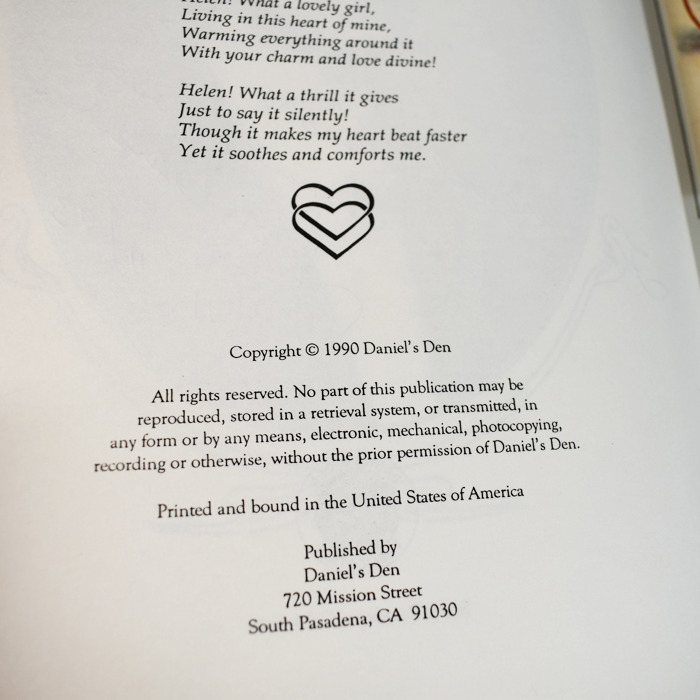 Helen! What a lovely girl,
Living in this heart of mine,
Warming everything around it
With your charm and love divine!
Helen! What a thrill it gives
Just to say it silently!
Though it makes my heart beat faster
Yet it soothes and comforts me.
Copyright © 1990 Daniel's Den
All rights reserved. No part of this publication may be
reproduced, stored in a retrieval system, or transmitted, in
any form or by any means, electronic, mechanical, photocopying,
recording or otherwise, without the prior permission of Daniel's Den.
Printed and bound in the United States of America
Published by
Daniel's Den
720 Mission Street
South Pasadena, CA 91030